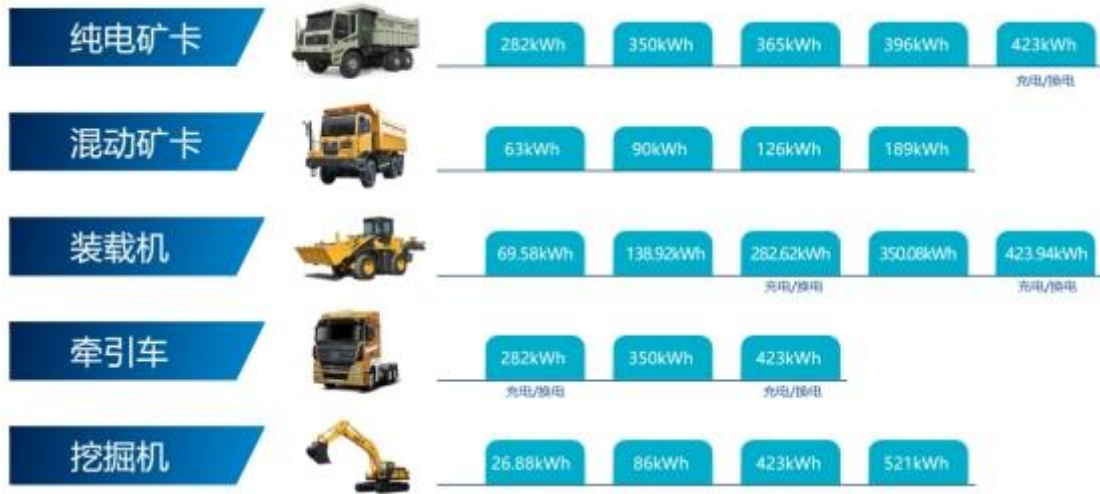 纯电矿卡 282kWh 350kWh 365kWh 396kWh 423kWh
充电/换电
混动矿卡 63kWh 90kWh 126kWh 189kWh
装载机 69.58kWh 138.92kWh 282.62kWh 350.08kWh 423.94kWh
充电/换电 充电/换电
牵引车 282kWh 350kWh 423kWh
充电/换电 充电/换电
挖掘机 26.88kWh 86kWh 423kWh 521kWh